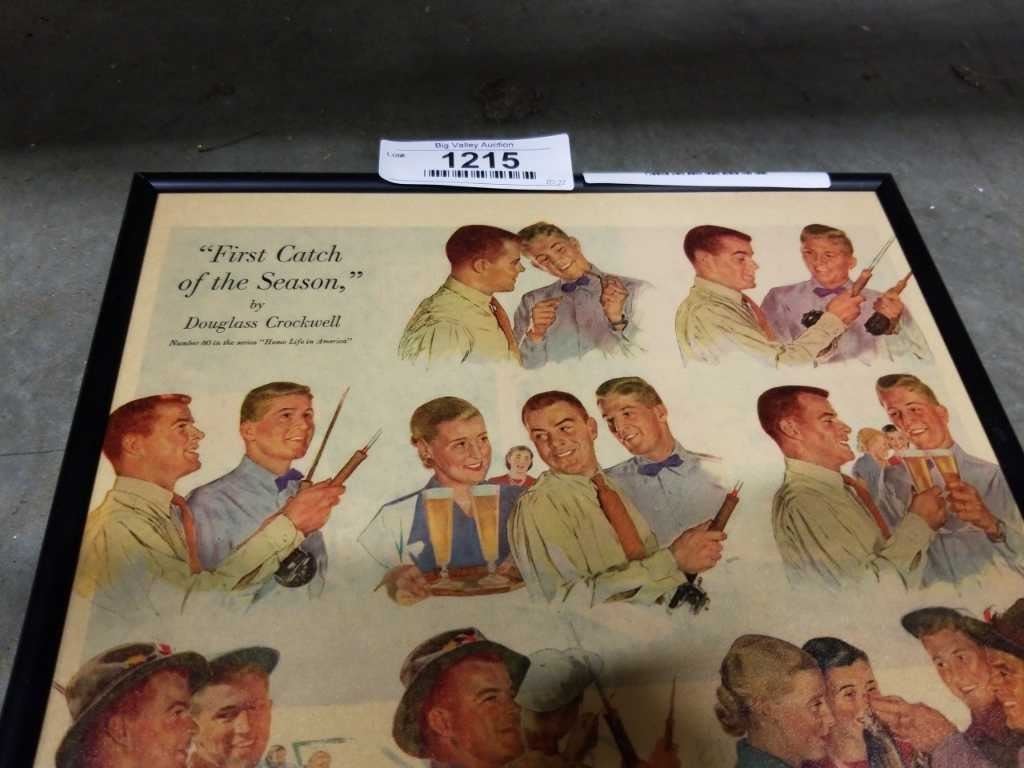 Big Valley Auction
1215
"First Catch
of the Season,"
by
Douglass Crockwell
Number 80 in the series "Home Life in America"